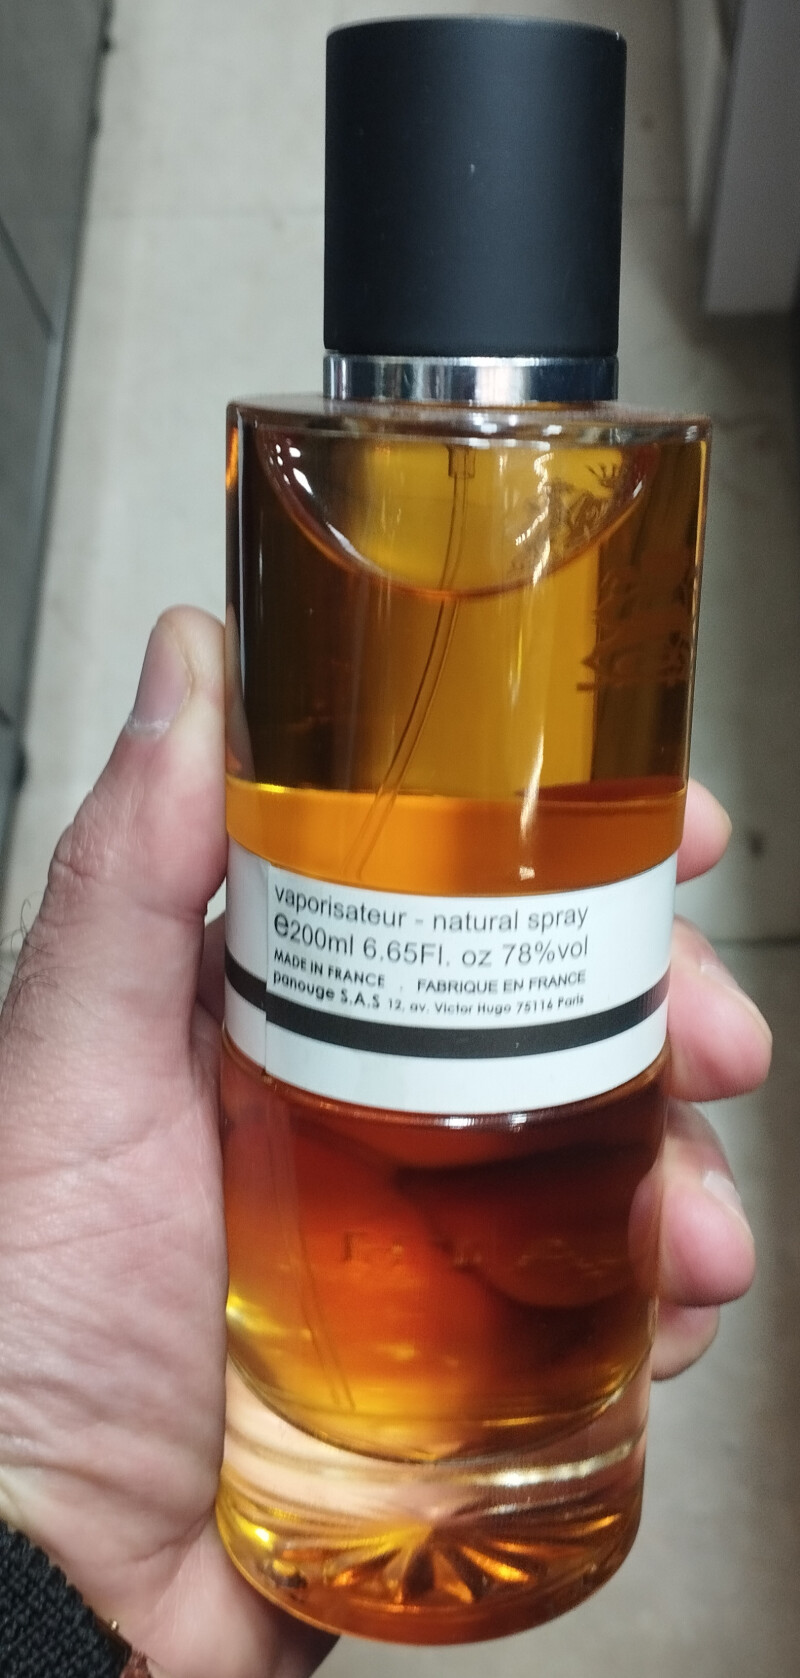 vaporisateur - natural spray
e200ml 6.65Fl. oz 78%vol
MADE IN FRANCE . FABRIQUE EN FRANCE
panouge S.A.S 12, av. Victor Hugo 75116 Paris